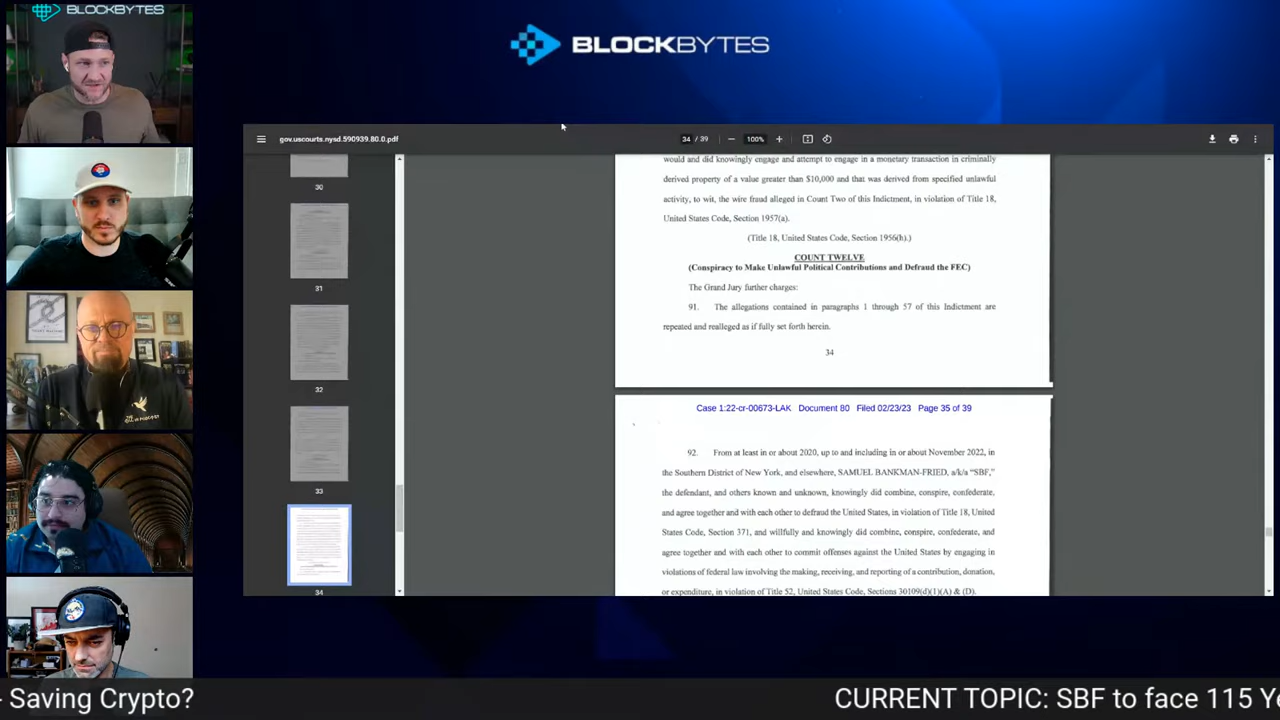 BLOCKBYTES
BLOCKBYTES
gov.uscourts.nysd.590939.80.0.pdf
34 / 39
100%
30
31
32
33
34
would and did knowingly engage and attempt to engage in a monetary transaction in criminally
derived property of a value greater than $10,000 and that was derived from specified unlawful
activity, to wit, the wire fraud alleged in Count Two of this Indictment, in violation of Title 18,
United States Code, Section 1957(a).
(Title 18, United States Code, Section 1956(h).)
COUNT TWELVE
(Conspiracy to Make Unlawful Political Contributions and Defraud the FEC)
The Grand Jury further charges:
91. The allegations contained in paragraphs 1 through 57 of this Indictment are
repeated and realleged as if fully set forth herein.
34
Case 1:22-cr-00673-LAK Document 80 Filed 02/23/23 Page 35 of 39
92. From at least in or about 2020, up to and including in or about November 2022, in
the Southern District of New York, and elsewhere, SAMUEL BANKMAN-FRIED, a/k/a “SBF,”
the defendant, and others known and unknown, knowingly did combine, conspire, confederate,
and agree together and with each other to defraud the United States, in violation of Title 18, United
States Code, Section 371, and willfully and knowingly did combine, conspire, confederate, and
agree together and with each other to commit offenses against the United States by engaging in
violations of federal law involving the making, receiving, and reporting of a contribution, donation,
or expenditure, in violation of Title 52, United States Code, Sections 30109(d)(1)(A) & (D).
Saving Crypto?
CURRENT TOPIC: SBF to face 115 Ye